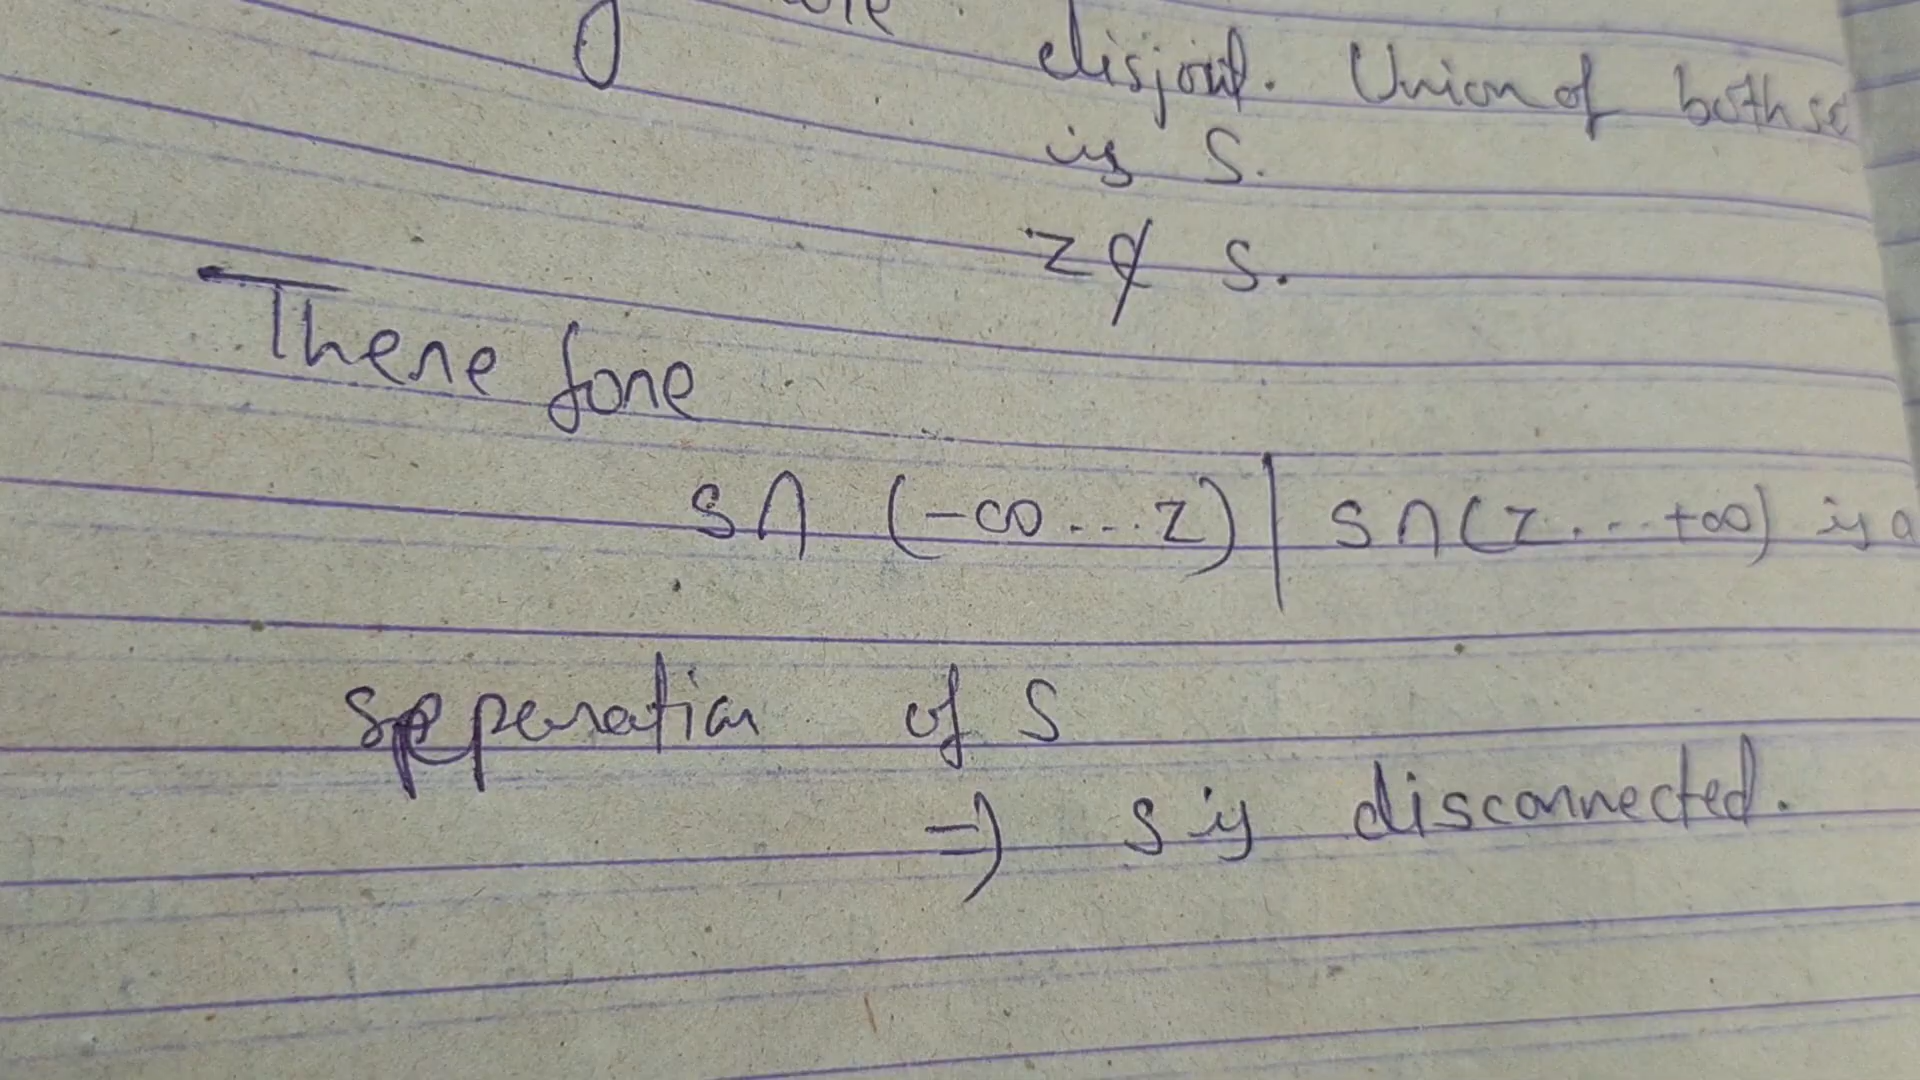 disjoint. Union of both
is S.
z ∉ S.
Therefore
S ∩ (-∞...z) | S ∩ (z...+∞) is a
seperation of S
⇒ S is disconnected.